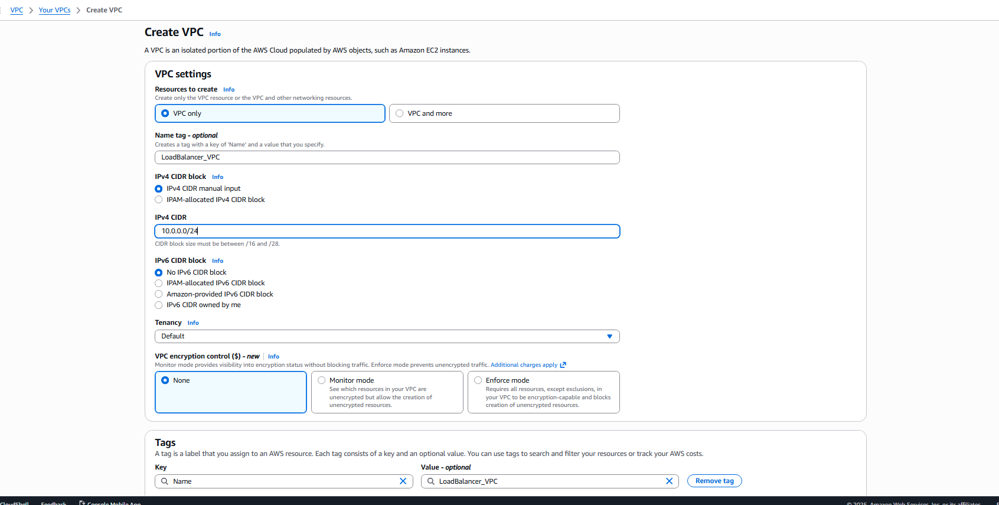 VPC > Your VPCs > Create VPC
Create VPC Info
A VPC is an isolated portion of the AWS Cloud populated by AWS objects, such as Amazon EC2 instances.
VPC settings
Resources to create Info
Create only the VPC resource or the VPC and other networking resources.
VPC only
VPC and more
Name tag - optional
Creates a tag with a key of 'Name' and a value that you specify.
LoadBalancer_VPC
IPv4 CIDR block Info
IPv4 CIDR manual input
IPAM-allocated IPv4 CIDR block
IPv4 CIDR
10.0.0.0/24
CIDR block size must be between /16 and /28.
IPv6 CIDR block Info
No IPv6 CIDR block
IPAM-allocated IPv6 CIDR block
Amazon-provided IPv6 CIDR block
IPv6 CIDR owned by me
Tenancy Info
Default
VPC encryption control ($) - new Info
Monitor mode provides visibility into encryption status without blocking traffic. Enforce mode prevents unencrypted traffic. Additional charges apply
None
Monitor mode
See which resources in your VPC are
unencrypted but allow the creation of
unencrypted resources.
Enforce mode
Requires all resources, except exclusions, in
your VPC to be encryption-capable and blocks
creation of unencrypted resources.
Tags
A tag is a label that you assign to an AWS resource. Each tag consists of a key and an optional value. You can use tags to search and filter your resources or track your AWS costs.
Key
Value - optional
Name
LoadBalancer_VPC
Remove tag
CloudShell Feedback Console Mobile App © 2025, Amazon Web Services, Inc. or its affiliates.